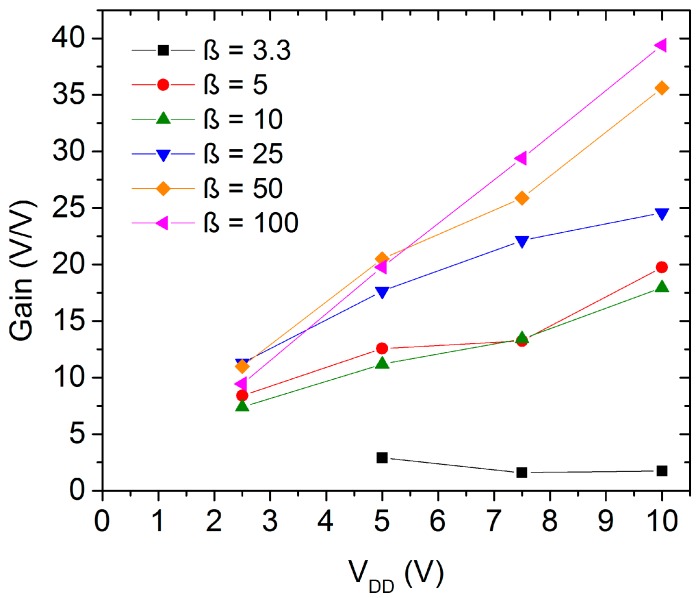 40
35
30
25
20
15
10
5
0
ß = 3.3
ß = 5
ß = 10
ß = 25
ß = 50
ß = 100
Gain (V/V)
0 1 2 3 4 5 6 7 8 9 10
V_DD (V)